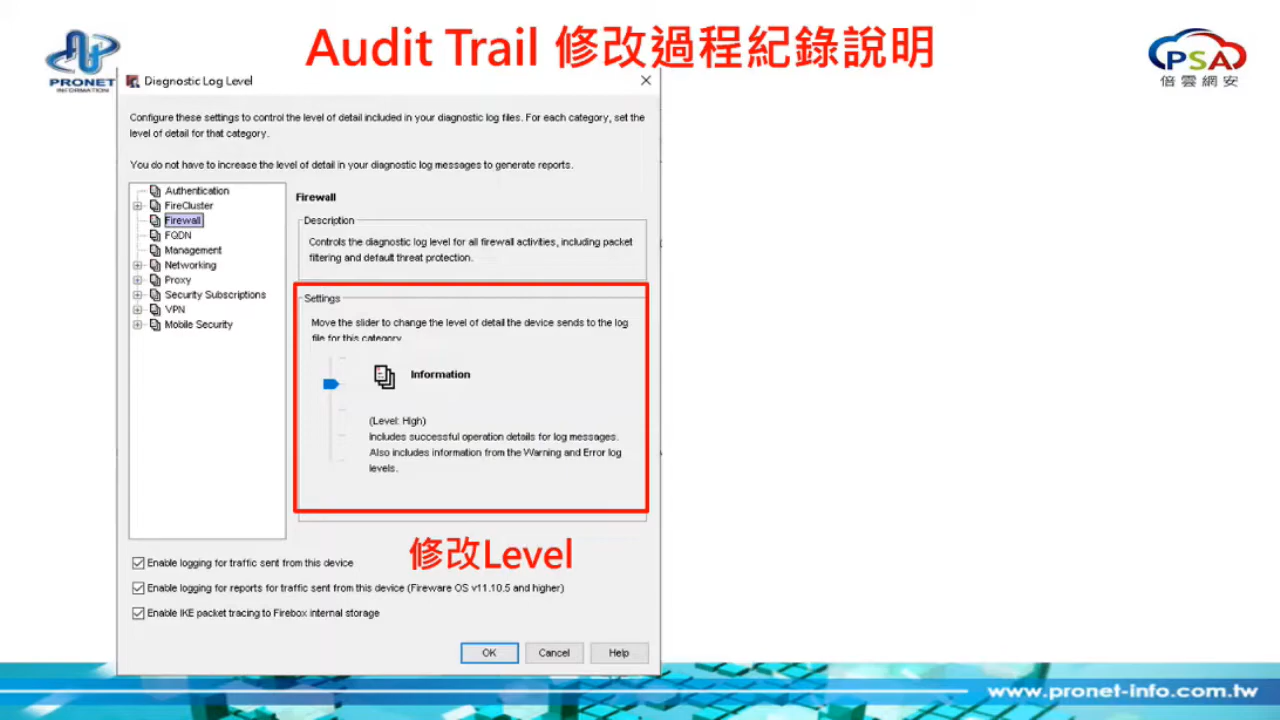 Audit Trail 修改過程紀錄說明
PRONET
INFORMATION
PSA
倍雲網安
Diagnostic Log Level
Configure these settings to control the level of detail included in your diagnostic log files. For each category, set the
level of detail for that category.
You do not have to increase the level of detail in your diagnostic log messages to generate reports.
Authentication
FireCluster
Firewall
FQDN
Management
Networking
Proxy
Security Subscriptions
VPN
Mobile Security
Firewall
Description
Controls the diagnostic log level for all firewall activities, including packet
filtering and default threat protection.
Settings
Move the slider to change the level of detail the device sends to the log
file for this category
Information
(Level: High)
Includes successful operation details for log messages.
Also includes information from the Warning and Error log
levels.
修改Level
Enable logging for traffic sent from this device
Enable logging for reports for traffic sent from this device (Fireware OS v11.10.5 and higher)
Enable IKE packet tracing to Firebox internal storage
OK
Cancel
Help
www.pronet-info.com.tw